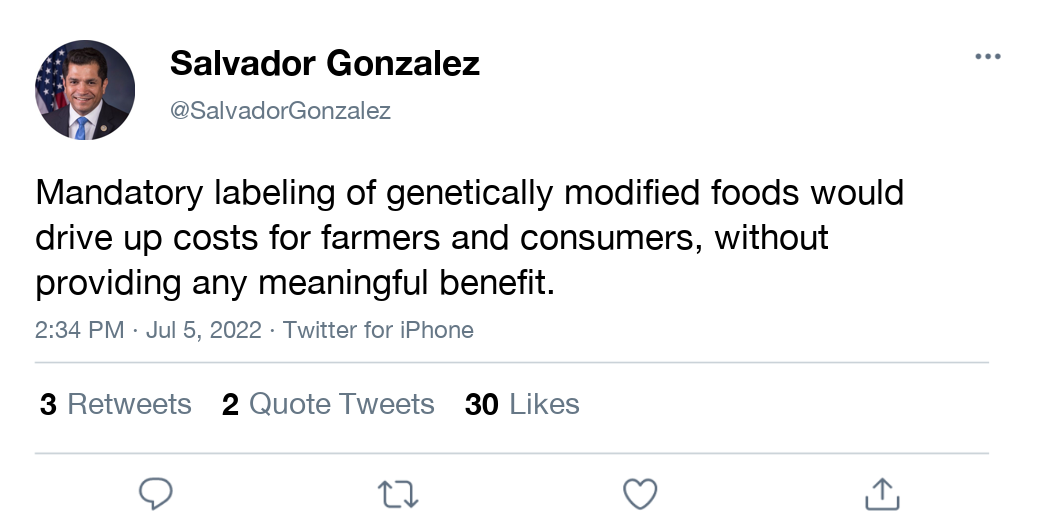 Salvador Gonzalez
@SalvadorGonzalez
Mandatory labeling of genetically modified foods would
drive up costs for farmers and consumers, without
providing any meaningful benefit.
2:34 PM · Jul 5, 2022 · Twitter for iPhone
3 Retweets 2 Quote Tweets 30 Likes